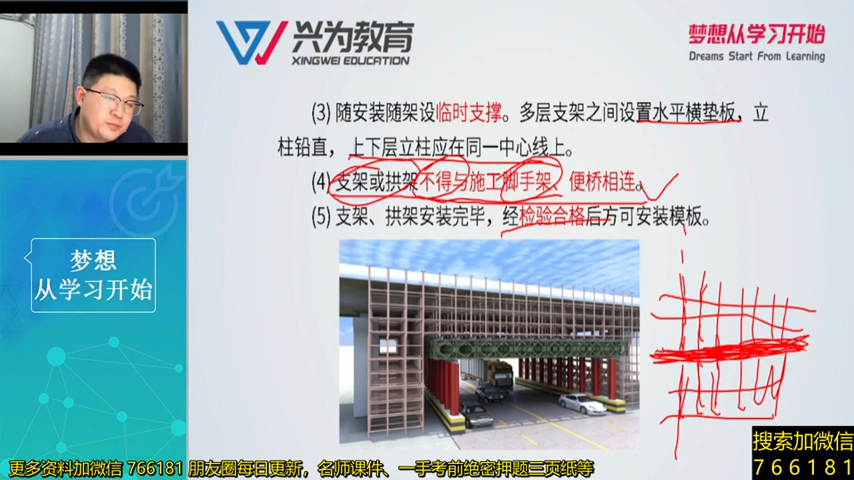 兴为教育
XINGWEI EDUCATION
梦想从学习开始
Dreams Start From Learning
(3) 随安装随架设临时支撑。多层支架之间设置水平横垫板，立
柱铅直，上下层立柱应在同一中心线上。
(4) 支架或拱架不得与施工脚手架、便桥相连。
(5) 支架、拱架安装完毕，经检验合格后方可安装模板。
梦想
从学习开始
搜索加微信
766181
更多资料加微信 766181 朋友圈每日更新，名师课件、一手考前绝密押题三页纸等